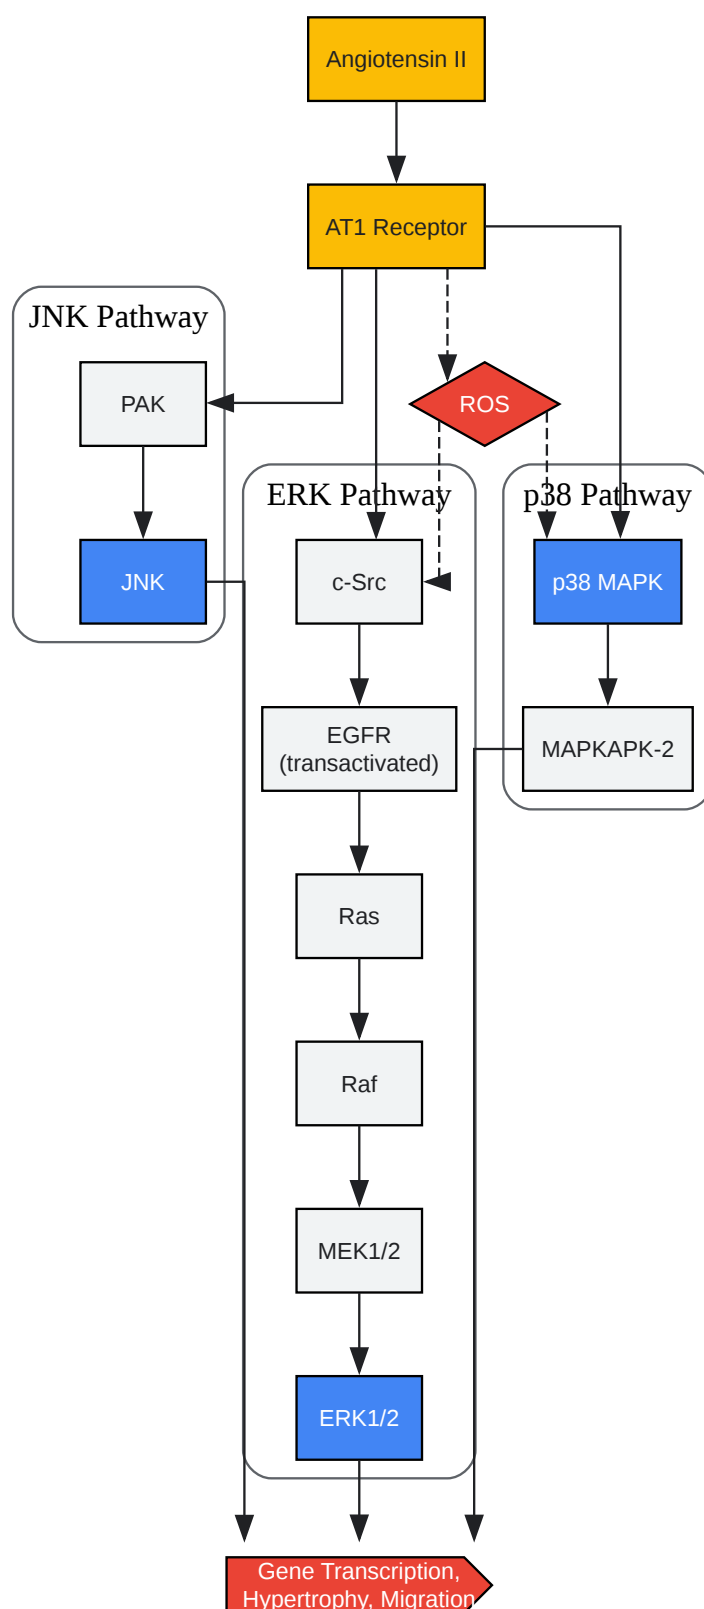 Angiotensin II
AT1 Receptor
JNK Pathway
PAK
ROS
ERK Pathway
p38 Pathway
JNK
c-Src
p38 MAPK
EGFR
(transactivated)
MAPKAPK-2
Ras
Raf
MEK1/2
ERK1/2
Gene Transcription,
Hypertrophy, Migration